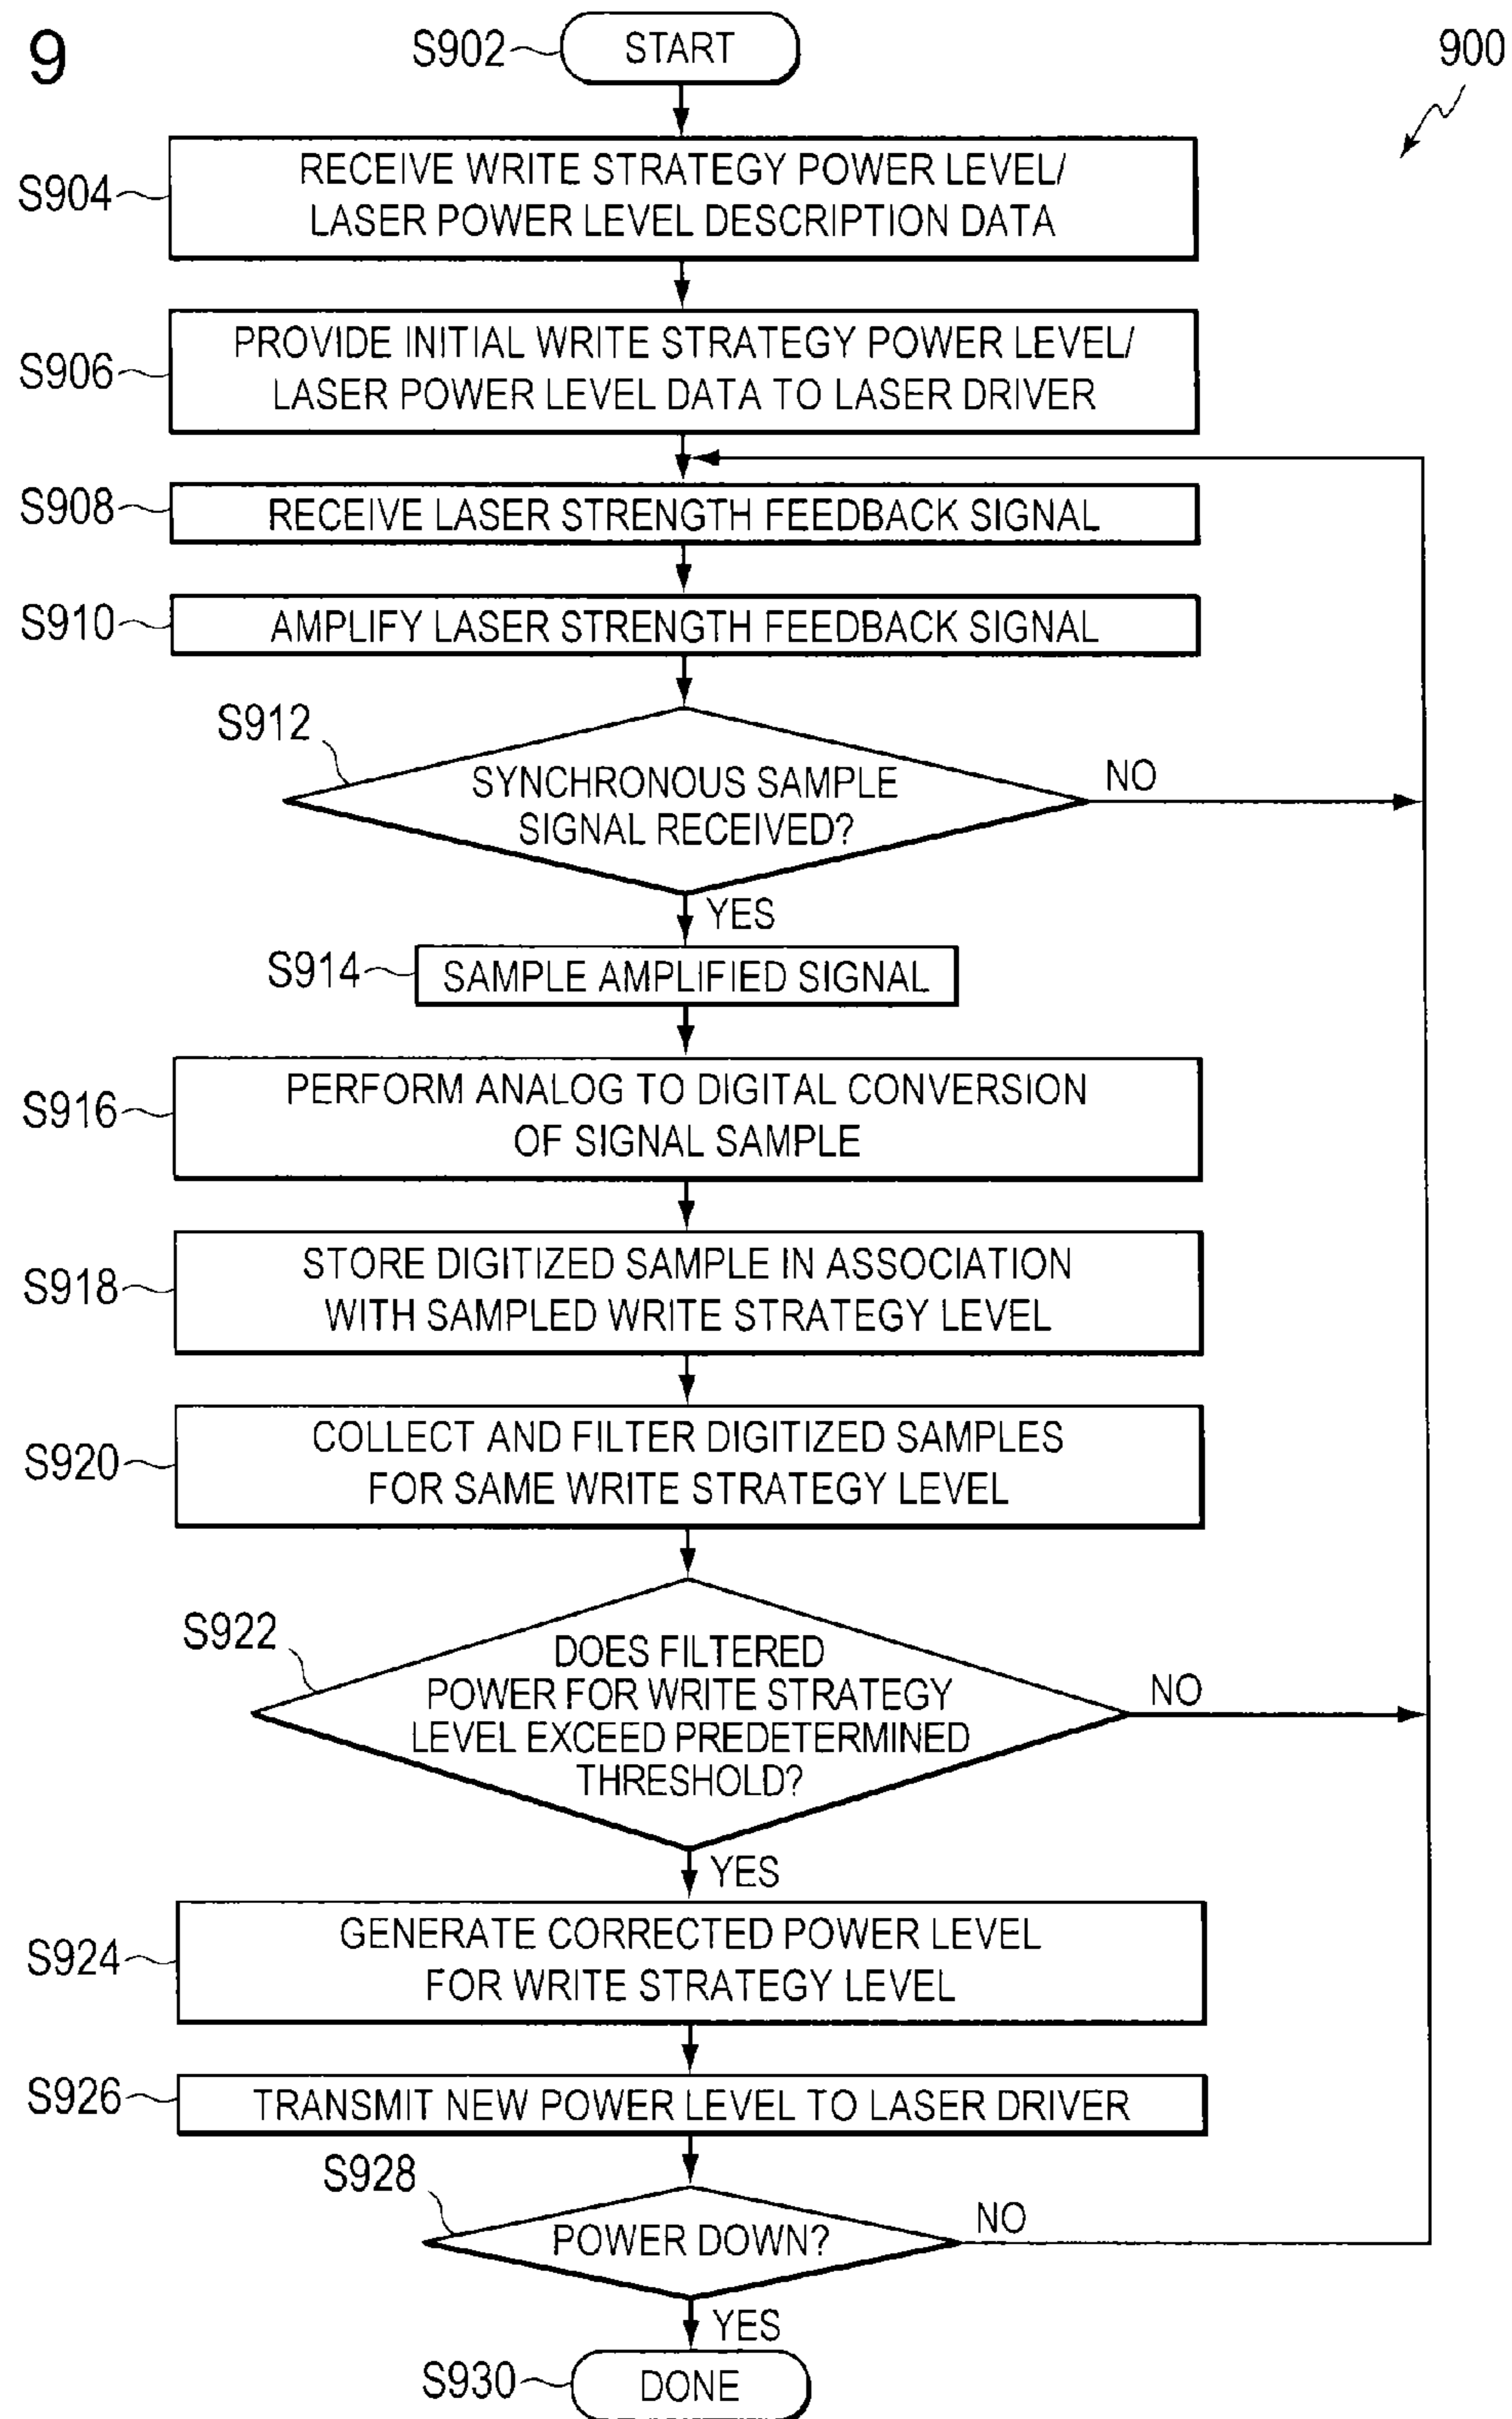 9
900
S902
START
S904
RECEIVE WRITE STRATEGY POWER LEVEL/
LASER POWER LEVEL DESCRIPTION DATA
S906
PROVIDE INITIAL WRITE STRATEGY POWER LEVEL/
LASER POWER LEVEL DATA TO LASER DRIVER
S908
RECEIVE LASER STRENGTH FEEDBACK SIGNAL
S910
AMPLIFY LASER STRENGTH FEEDBACK SIGNAL
S912
SYNCHRONOUS SAMPLE
SIGNAL RECEIVED?
NO
YES
S914
SAMPLE AMPLIFIED SIGNAL
S916
PERFORM ANALOG TO DIGITAL CONVERSION
OF SIGNAL SAMPLE
S918
STORE DIGITIZED SAMPLE IN ASSOCIATION
WITH SAMPLED WRITE STRATEGY LEVEL
S920
COLLECT AND FILTER DIGITIZED SAMPLES
FOR SAME WRITE STRATEGY LEVEL
S922
DOES FILTERED
POWER FOR WRITE STRATEGY
LEVEL EXCEED PREDETERMINED
THRESHOLD?
NO
YES
S924
GENERATE CORRECTED POWER LEVEL
FOR WRITE STRATEGY LEVEL
S926
TRANSMIT NEW POWER LEVEL TO LASER DRIVER
S928
POWER DOWN?
NO
YES
S930
DONE